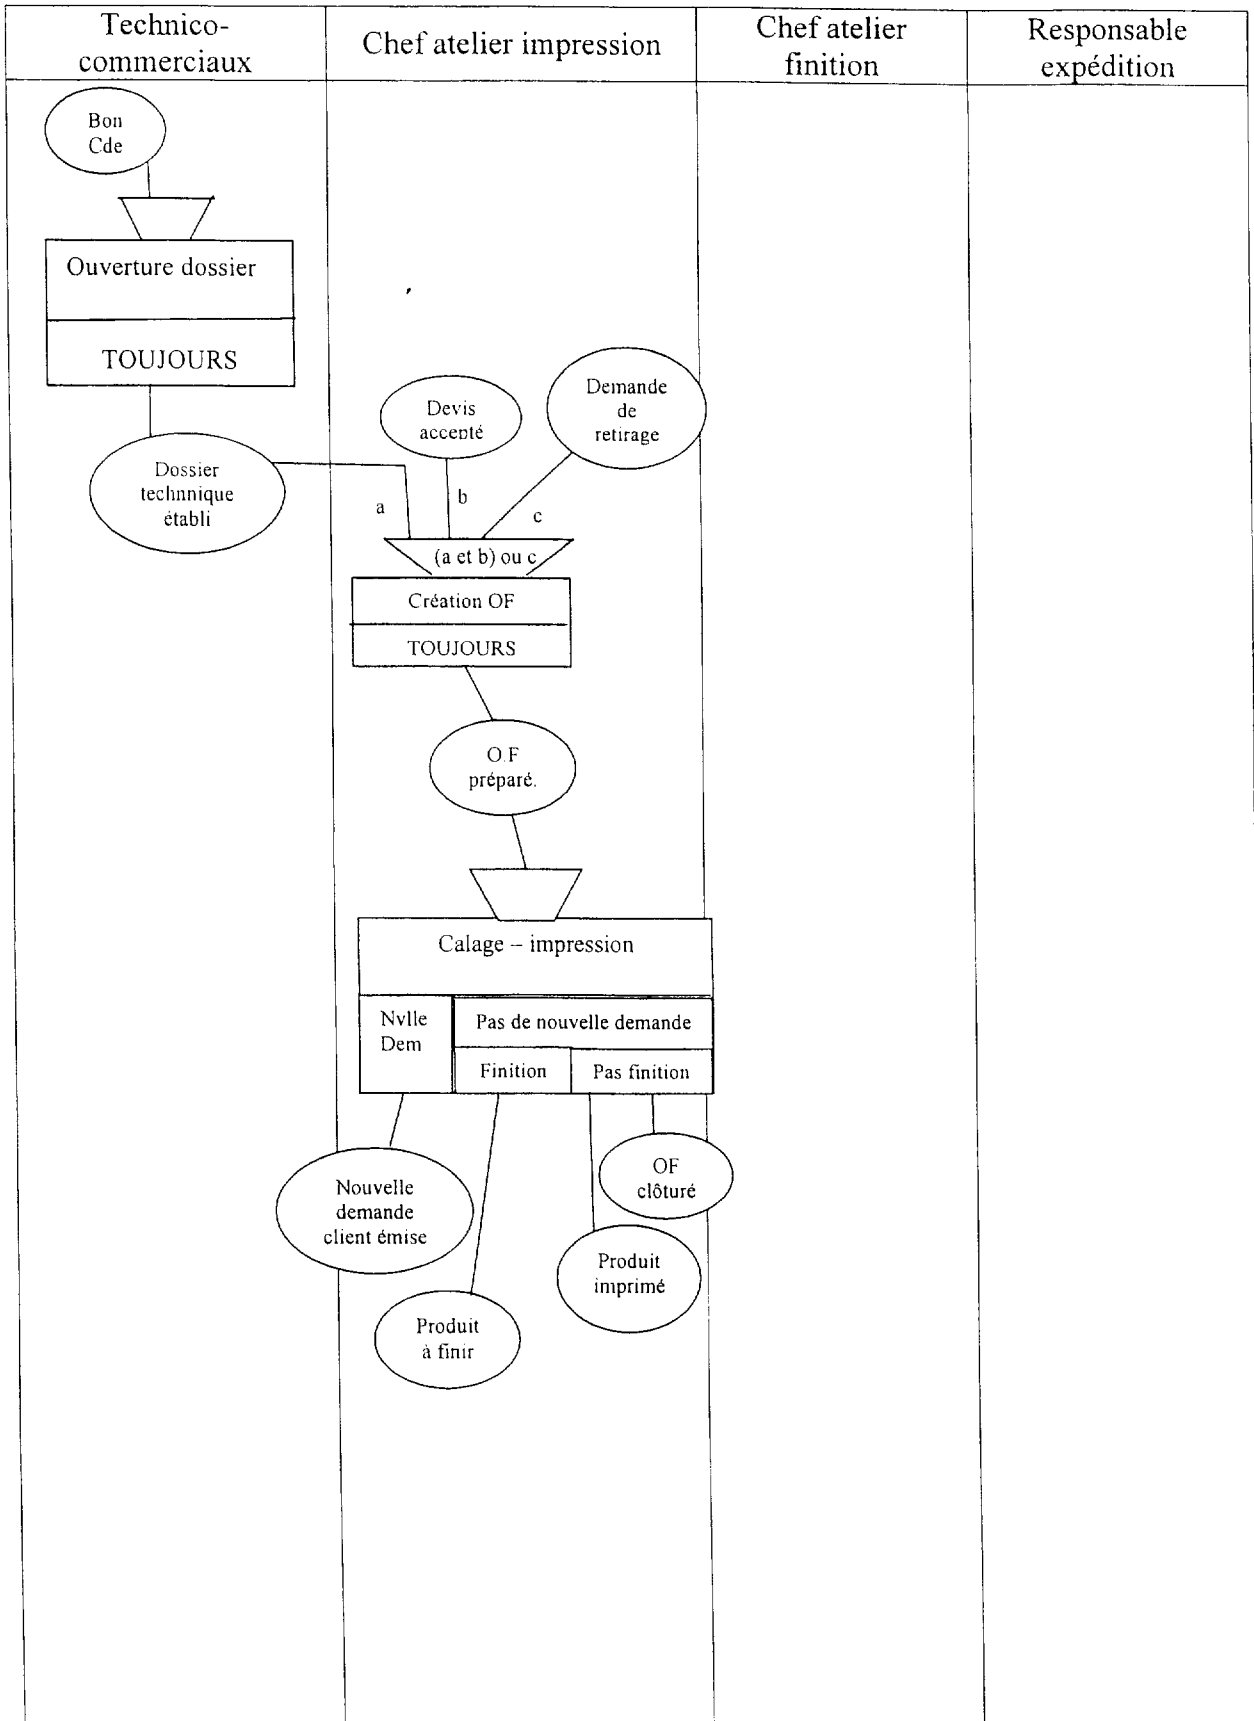 Technico-
commerciaux
Chef atelier impression
Chef atelier
finition
Responsable
expédition
Bon
Cde
Ouverture dossier
TOUJOURS
Dossier
technnique
établi
Devis
accepté
Demande
de
retirage
a
b
c
(a et b) ou c
Création OF
TOUJOURS
O.F
préparé.
Calage – impression
Nvlle
Dem
Pas de nouvelle demande
Finition
Pas finition
Nouvelle
demande
client émise
OF
clôturé
Produit
imprimé
Produit
à finir